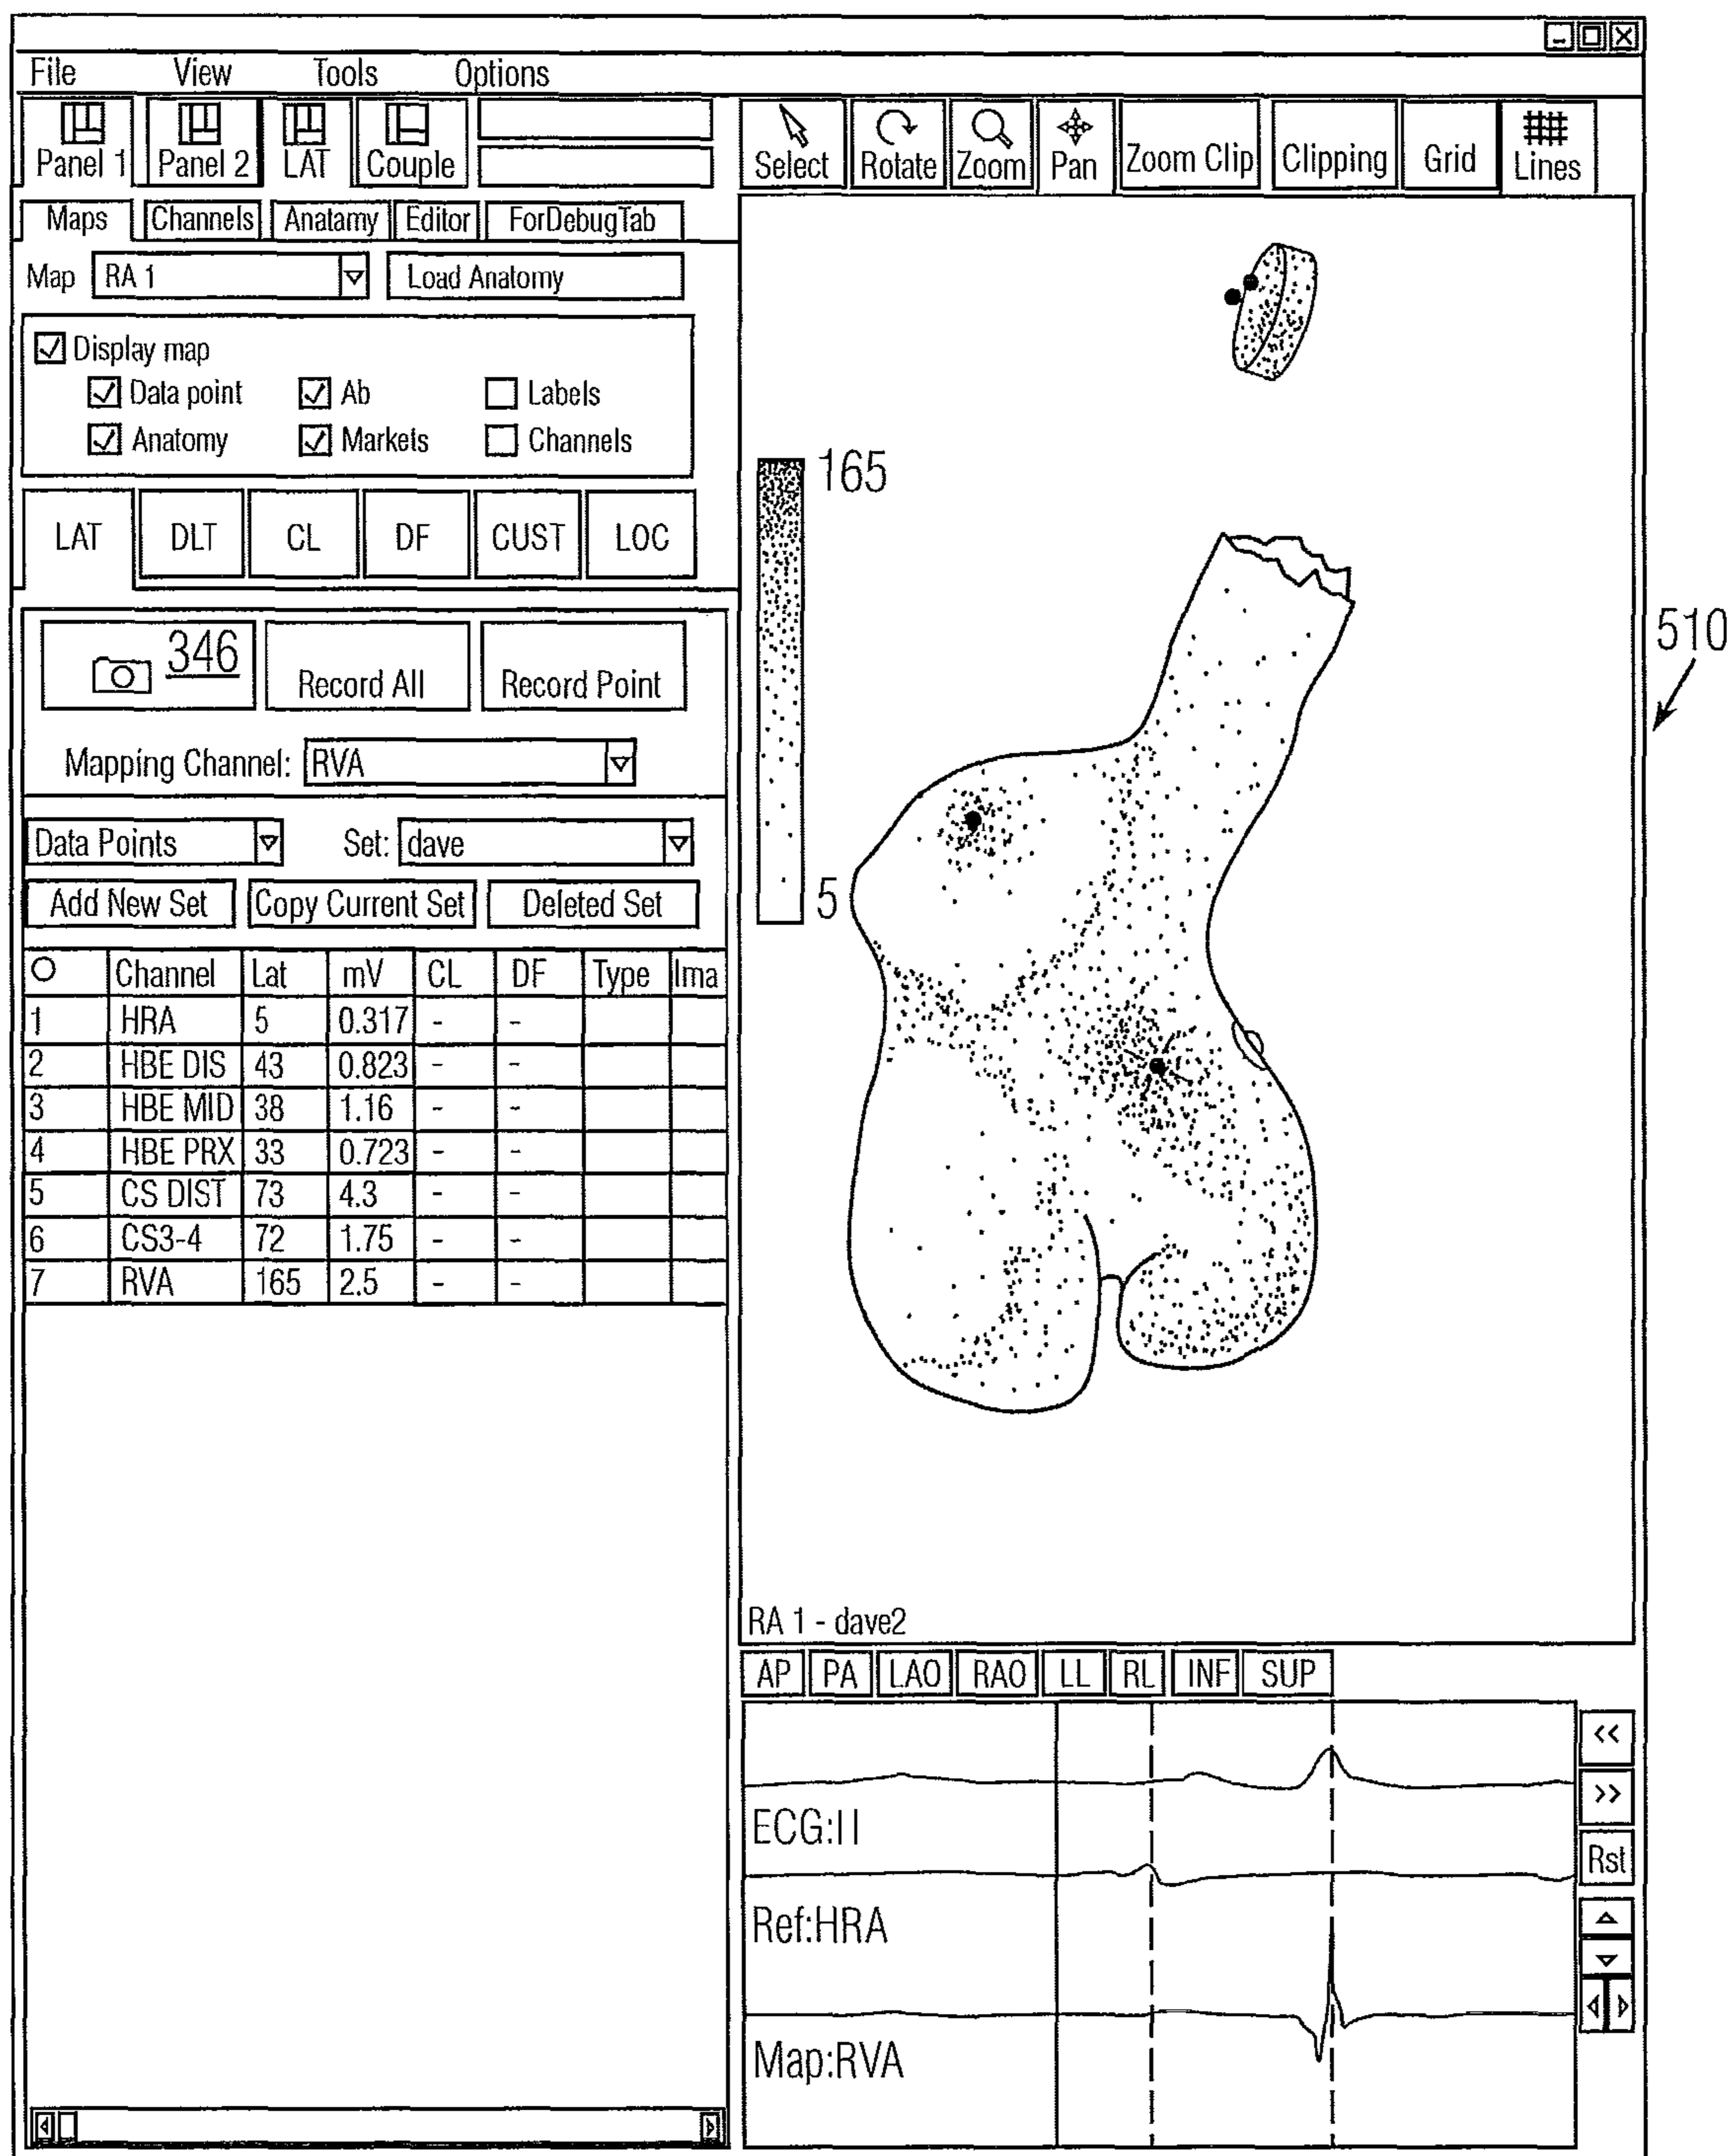 File View Tools Options
Panel 1 Panel 2 LAT Couple
Select Rotate Zoom Pan Zoom Clip Clipping Grid Lines
Maps Channels Anatamy Editor ForDebugTab
Map RA 1 Load Anatomy
Display map
Data point Ab Labels
Anatomy Markets Channels
165
LAT DLT CL DF CUST LOC
510
346 Record All Record Point
Mapping Channel: RVA
Data Points Set: dave
Add New Set Copy Current Set Deleted Set
5
Channel Lat mV CL DF Type Ima
1 HRA 5 0.317 - -
2 HBE DIS 43 0.823 - -
3 HBE MID 38 1.16 - -
4 HBE PRX 33 0.723 - -
5 CS DIST 73 4.3 - -
6 CS3-4 72 1.75 - -
7 RVA 165 2.5 - -
RA 1 - dave2
AP PA LAO RAO LL RL INF SUP
<<
>>
ECG:II
Rst
Ref:HRA
Map:RVA